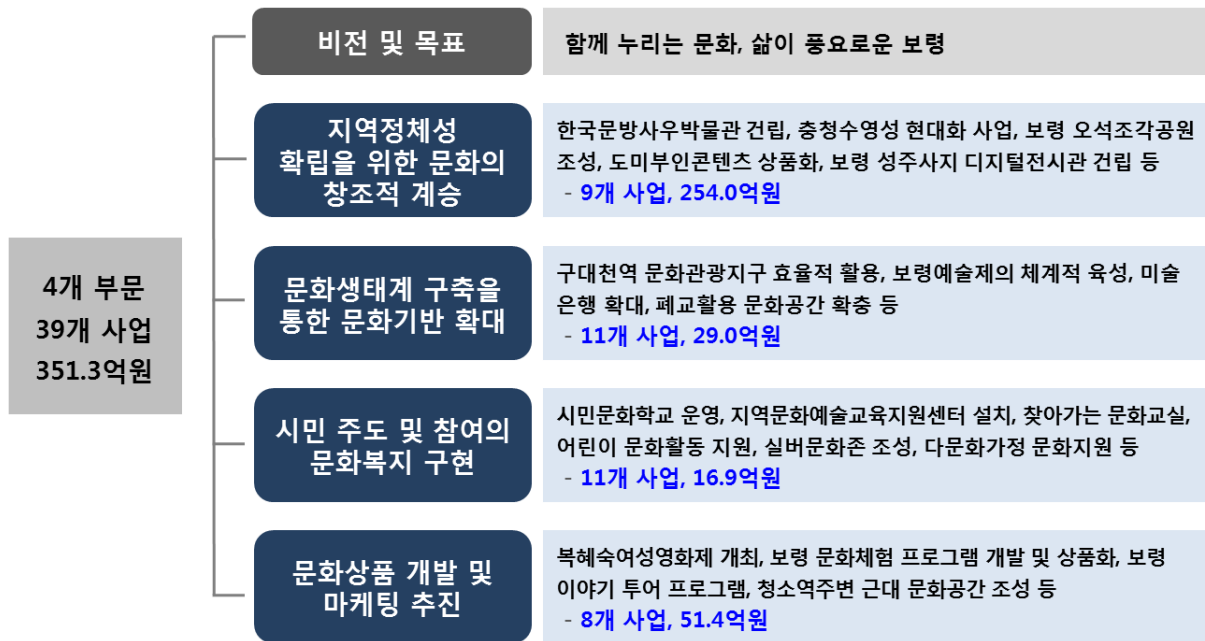 4개 부문
39개 사업
351.3억원
비전 및 목표
함께 누리는 문화, 삶이 풍요로운 보령
지역정체성
확립을 위한 문화의
창조적 계승
한국문방사우박물관 건립, 충청수영성 현대화 사업, 보령 오석조각공원
조성, 도미부인콘텐츠 상품화, 보령 성주사지 디지털전시관 건립 등
- 9개 사업, 254.0억원
문화생태계 구축을
통한 문화기반 확대
구대천역 문화관광지구 효율적 활용, 보령예술제의 체계적 육성, 미술
은행 확대, 폐교활용 문화공간 확충 등
- 11개 사업, 29.0억원
시민 주도 및 참여의
문화복지 구현
시민문화학교 운영, 지역문화예술교육지원센터 설치, 찾아가는 문화교실,
어린이 문화활동 지원, 실버문화존 조성, 다문화가정 문화지원 등
- 11개 사업, 16.9억원
문화상품 개발 및
마케팅 추진
복혜숙여성영화제 개최, 보령 문화체험 프로그램 개발 및 상품화, 보령
이야기 투어 프로그램, 청소역주변 근대 문화공간 조성 등
- 8개 사업, 51.4억원